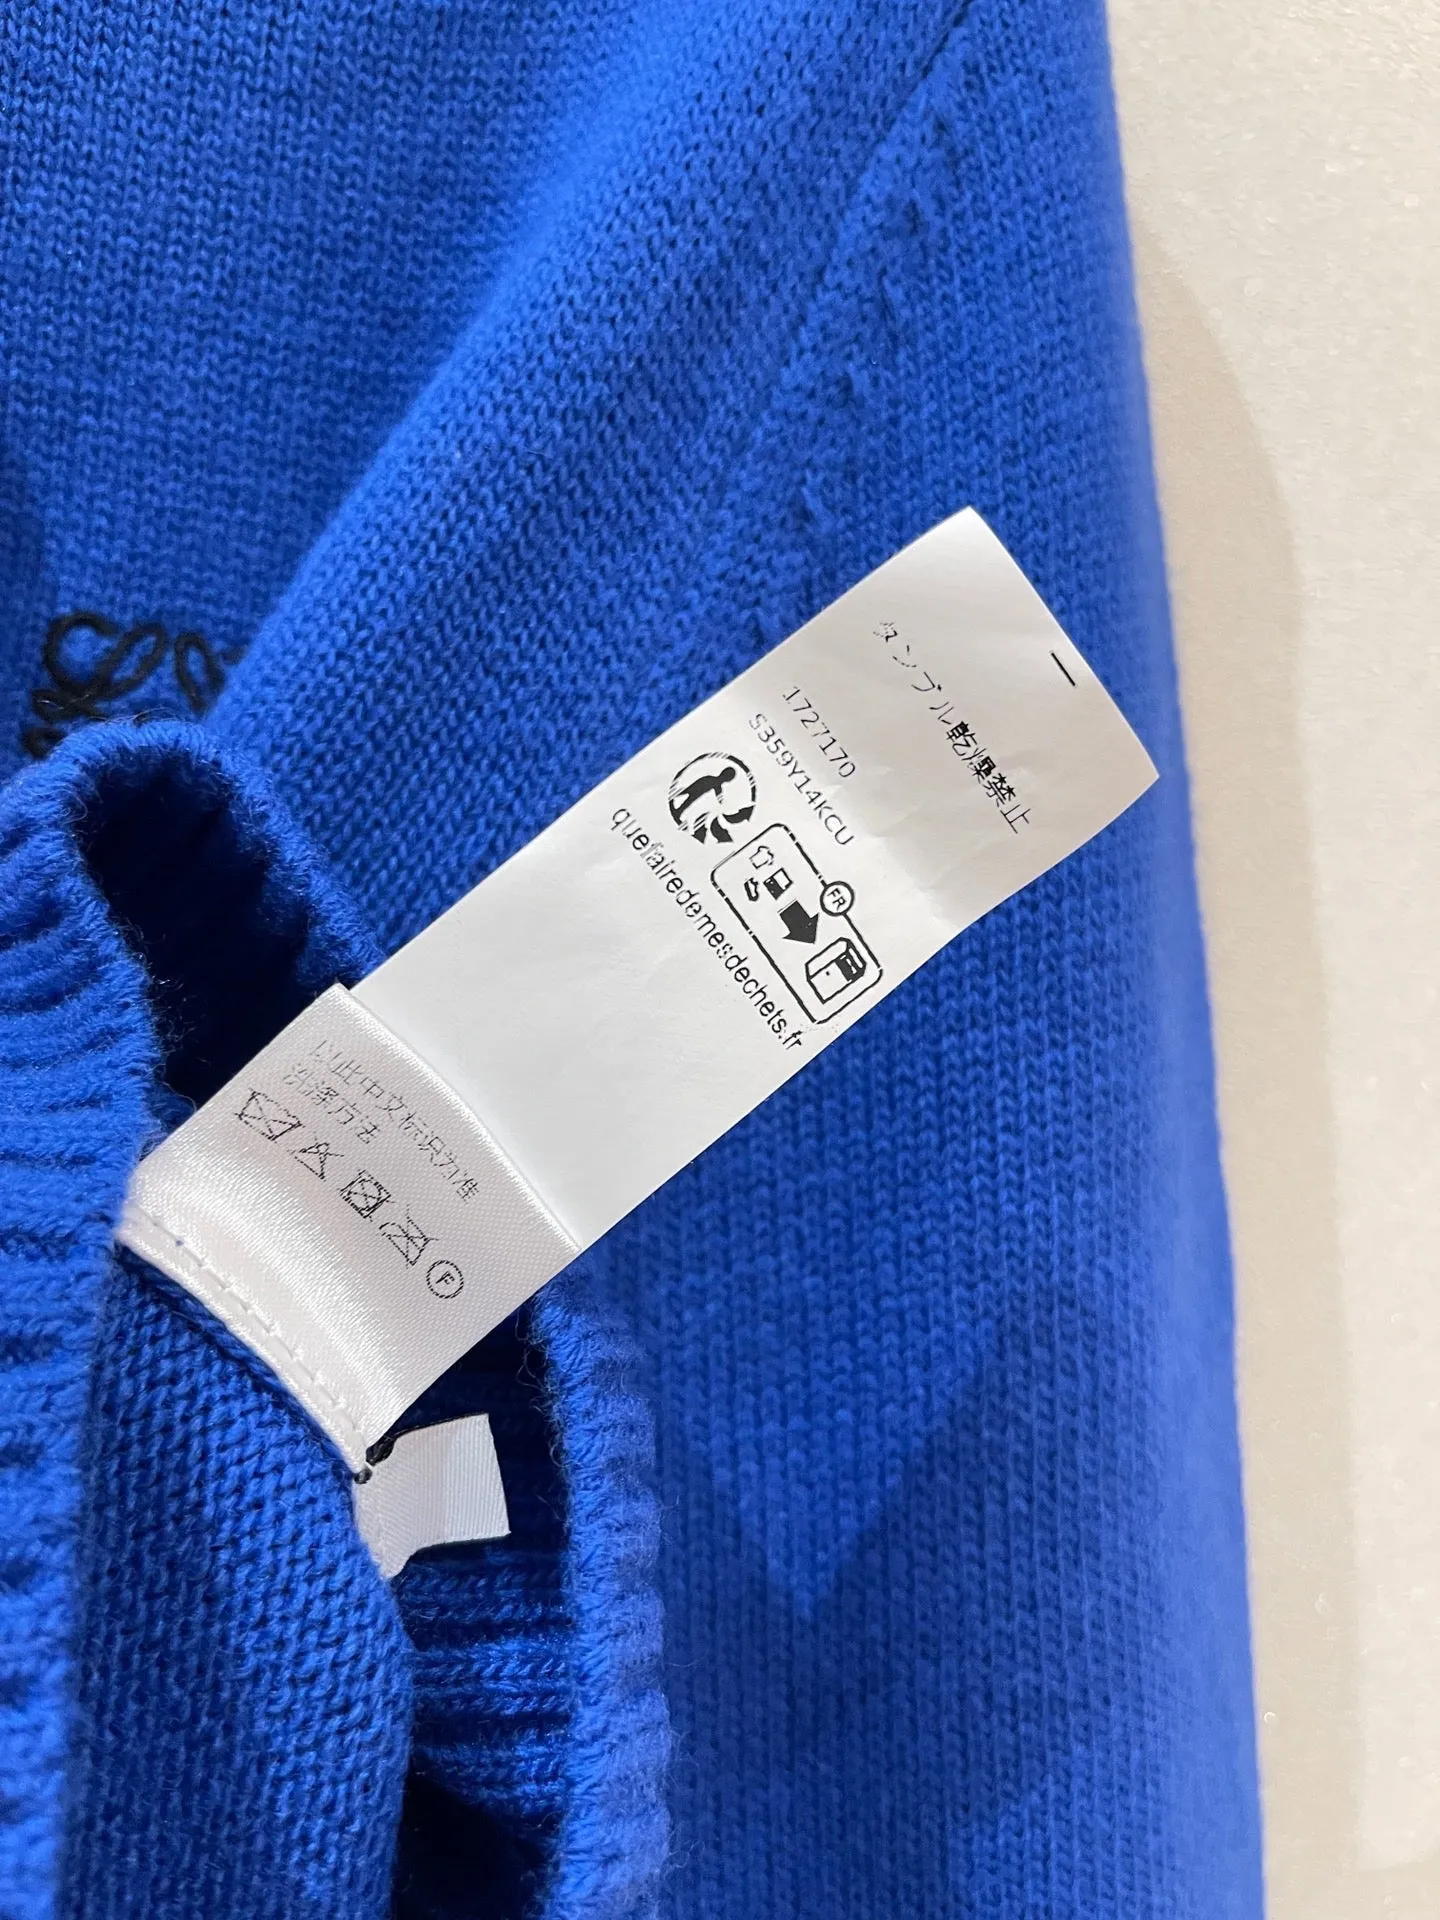 タンブル乾燥禁止
1727170
S359Y14KCU
FR
quefairedemesdechets.fr
以此中文标识为准
洗涤方法
F